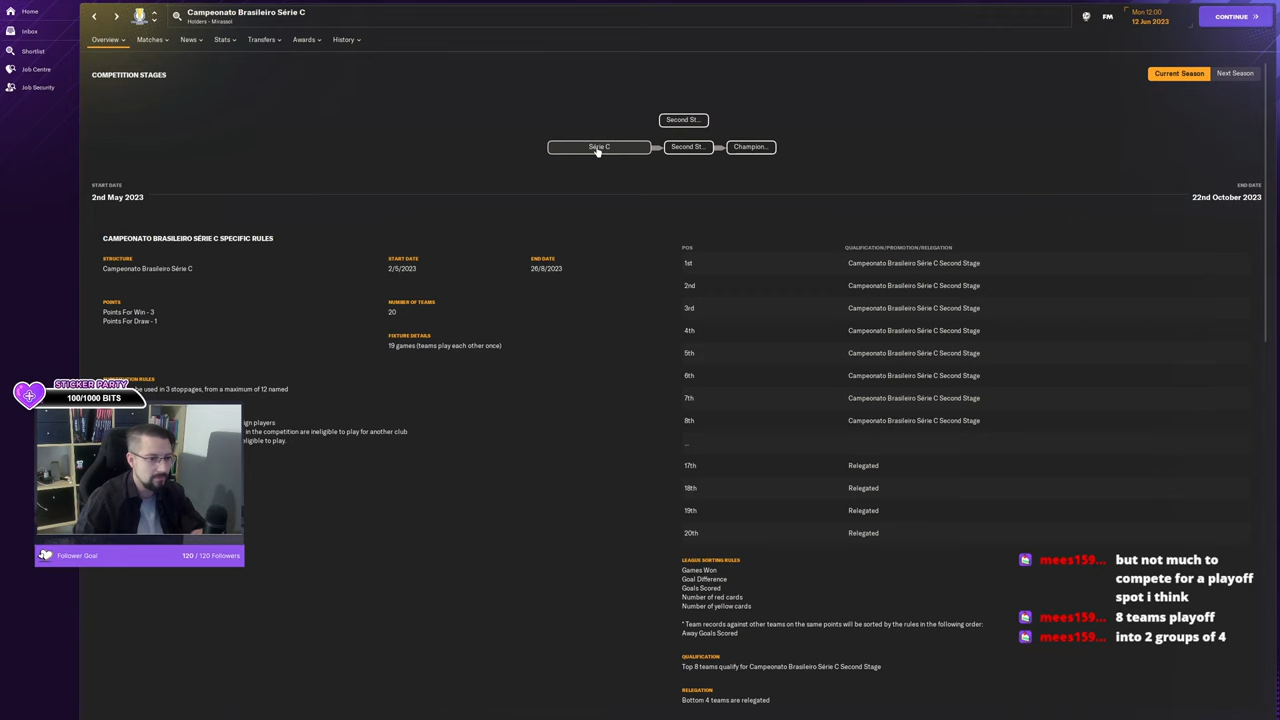 Home
Inbox
Shortlist
Job Centre
Job Security
Campeonato Brasileiro Série C
Holders - Mirassol
FM
Mon 12:00
12 Jun 2023
CONTINUE
Overview
Matches
News
Stats
Transfers
Awards
History
COMPETITION STAGES
Current Season
Next Season
Second St...
Série C
Second St...
Champion...
START DATE
2nd May 2023
END DATE
22nd October 2023
CAMPEONATO BRASILEIRO SÉRIE C SPECIFIC RULES
STRUCTURE
Campeonato Brasileiro Série C
START DATE
2/5/2023
END DATE
26/8/2023
POINTS
Points For Win - 3
Points For Draw - 1
NUMBER OF TEAMS
20
FIXTURE DETAILS
19 games (teams play each other once)
RULES
be used in 3 stoppages, from a maximum of 12 named
ign players
in the competition are ineligible to play for another club
ligible to play.
POS
QUALIFICATION/PROMOTION/RELEGATION
1st Campeonato Brasileiro Série C Second Stage
2nd Campeonato Brasileiro Série C Second Stage
3rd Campeonato Brasileiro Série C Second Stage
4th Campeonato Brasileiro Série C Second Stage
5th Campeonato Brasileiro Série C Second Stage
6th Campeonato Brasileiro Série C Second Stage
7th Campeonato Brasileiro Série C Second Stage
8th Campeonato Brasileiro Série C Second Stage
...
17th Relegated
18th Relegated
19th Relegated
20th Relegated
LEAGUE SORTING RULES
Games Won
Goal Difference
Goals Scored
Number of red cards
Number of yellow cards
* Team records against other teams on the same points will be sorted by the rules in the following order:
Away Goals Scored
QUALIFICATION
Top 8 teams qualify for Campeonato Brasileiro Série C Second Stage
RELEGATION
Bottom 4 teams are relegated
STICKER PARTY
100/1000 BITS
Follower Goal
120 / 120 Followers
mees159... but not much to
compete for a playoff
spot i think
mees159... 8 teams playoff
mees159... into 2 groups of 4